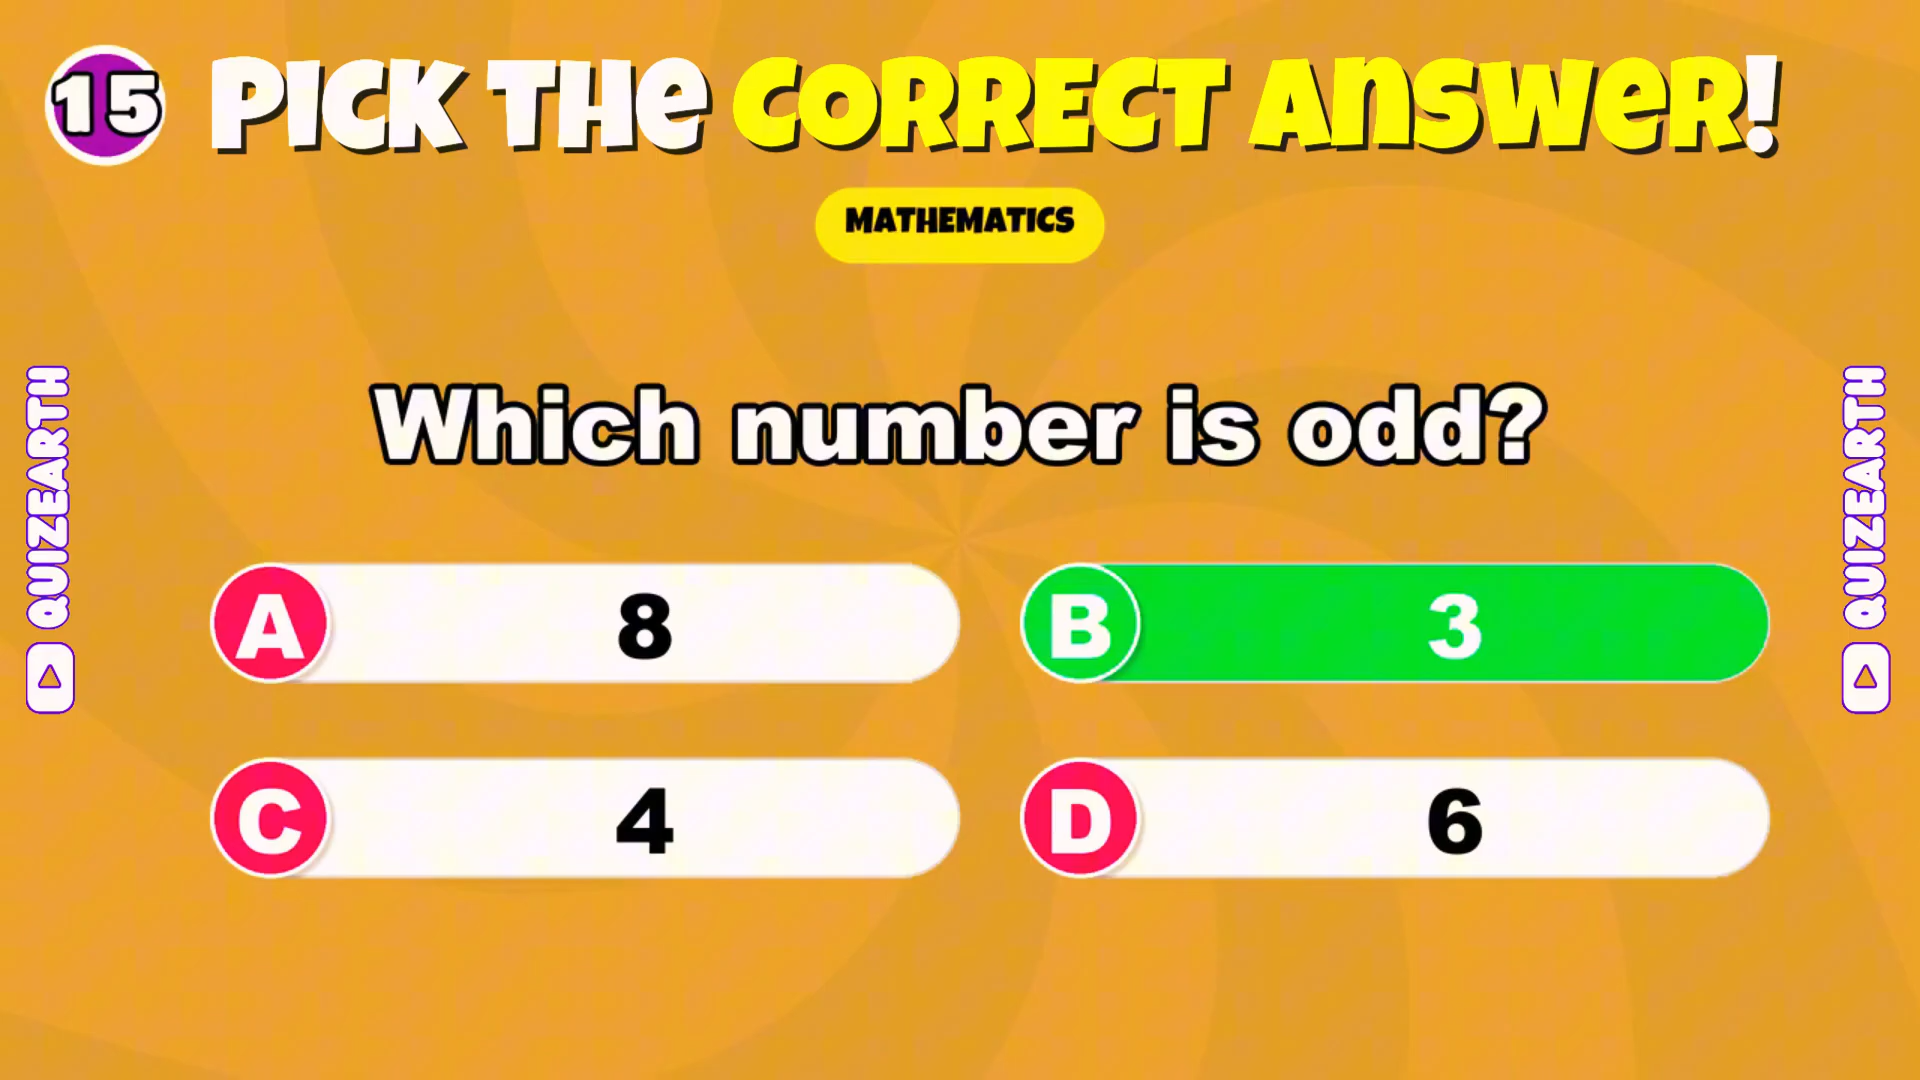 15 PICK THE CORRECT ANSWER!
MATHEMATICS
Which number is odd?
A 8
B 3
C 4
D 6
QUIZEARTH
QUIZEARTH